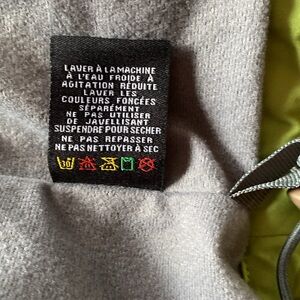 LAVER À LA MACHINE
À L'EAU FROIDE À
AGITATION RÉDUITE
LAVER LES
COULEURS FONCÉES
SÉPARÉMENT
NE PAS UTILISER
DE JAVELLISANT
SUSPENDRE POUR SÉCHER
NE PAS REPASSER
NE PAS NETTOYER À SEC